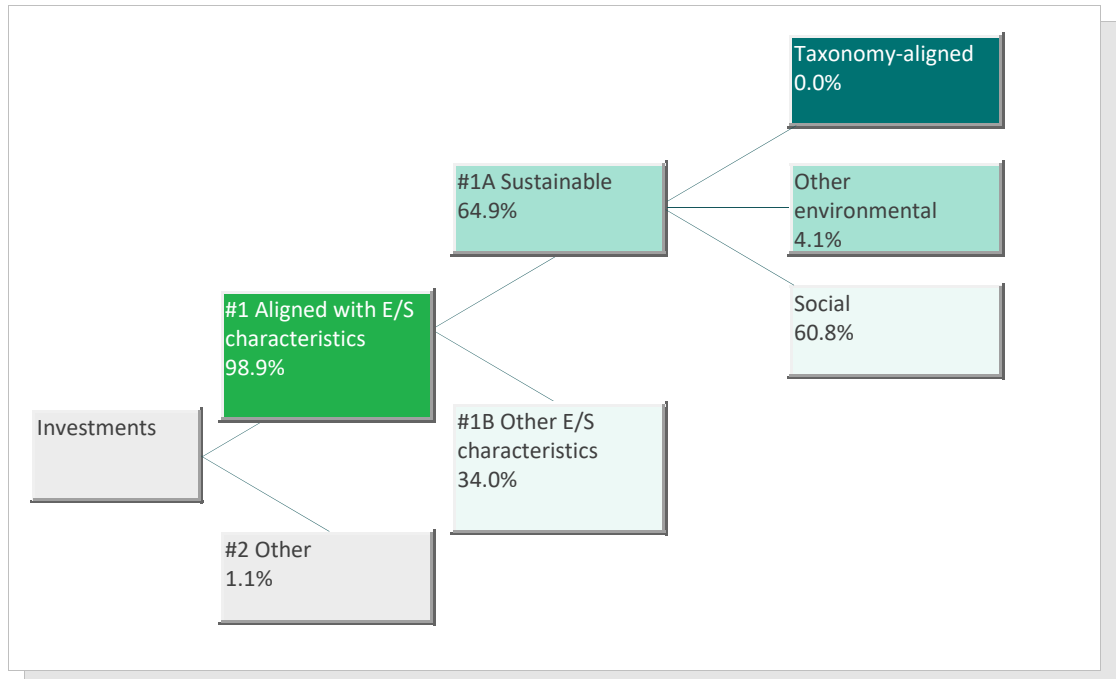 Taxonomy-aligned
0.0%
#1A Sustainable
64.9%
Other
environmental
4.1%
Social
60.8%
#1 Aligned with E/S
characteristics
98.9%
#1B Other E/S
characteristics
34.0%
Investments
#2 Other
1.1%